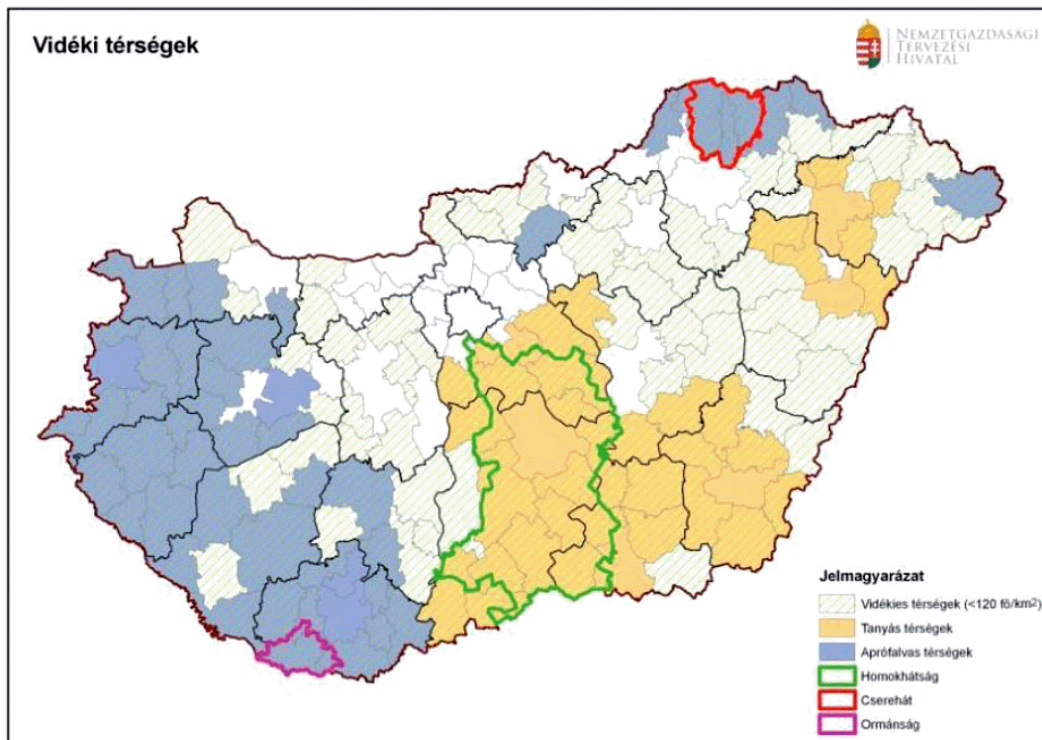 Vidéki térségek
NEMZETGAZDASÁGI
TERVEZÉSI
HIVATAL
Jelmagyarázat
Vidékies térségek (<120 fő/km2)
Tanyás térségek
Aprófalvas térségek
Homokhátság
Cserehát
Ormánság